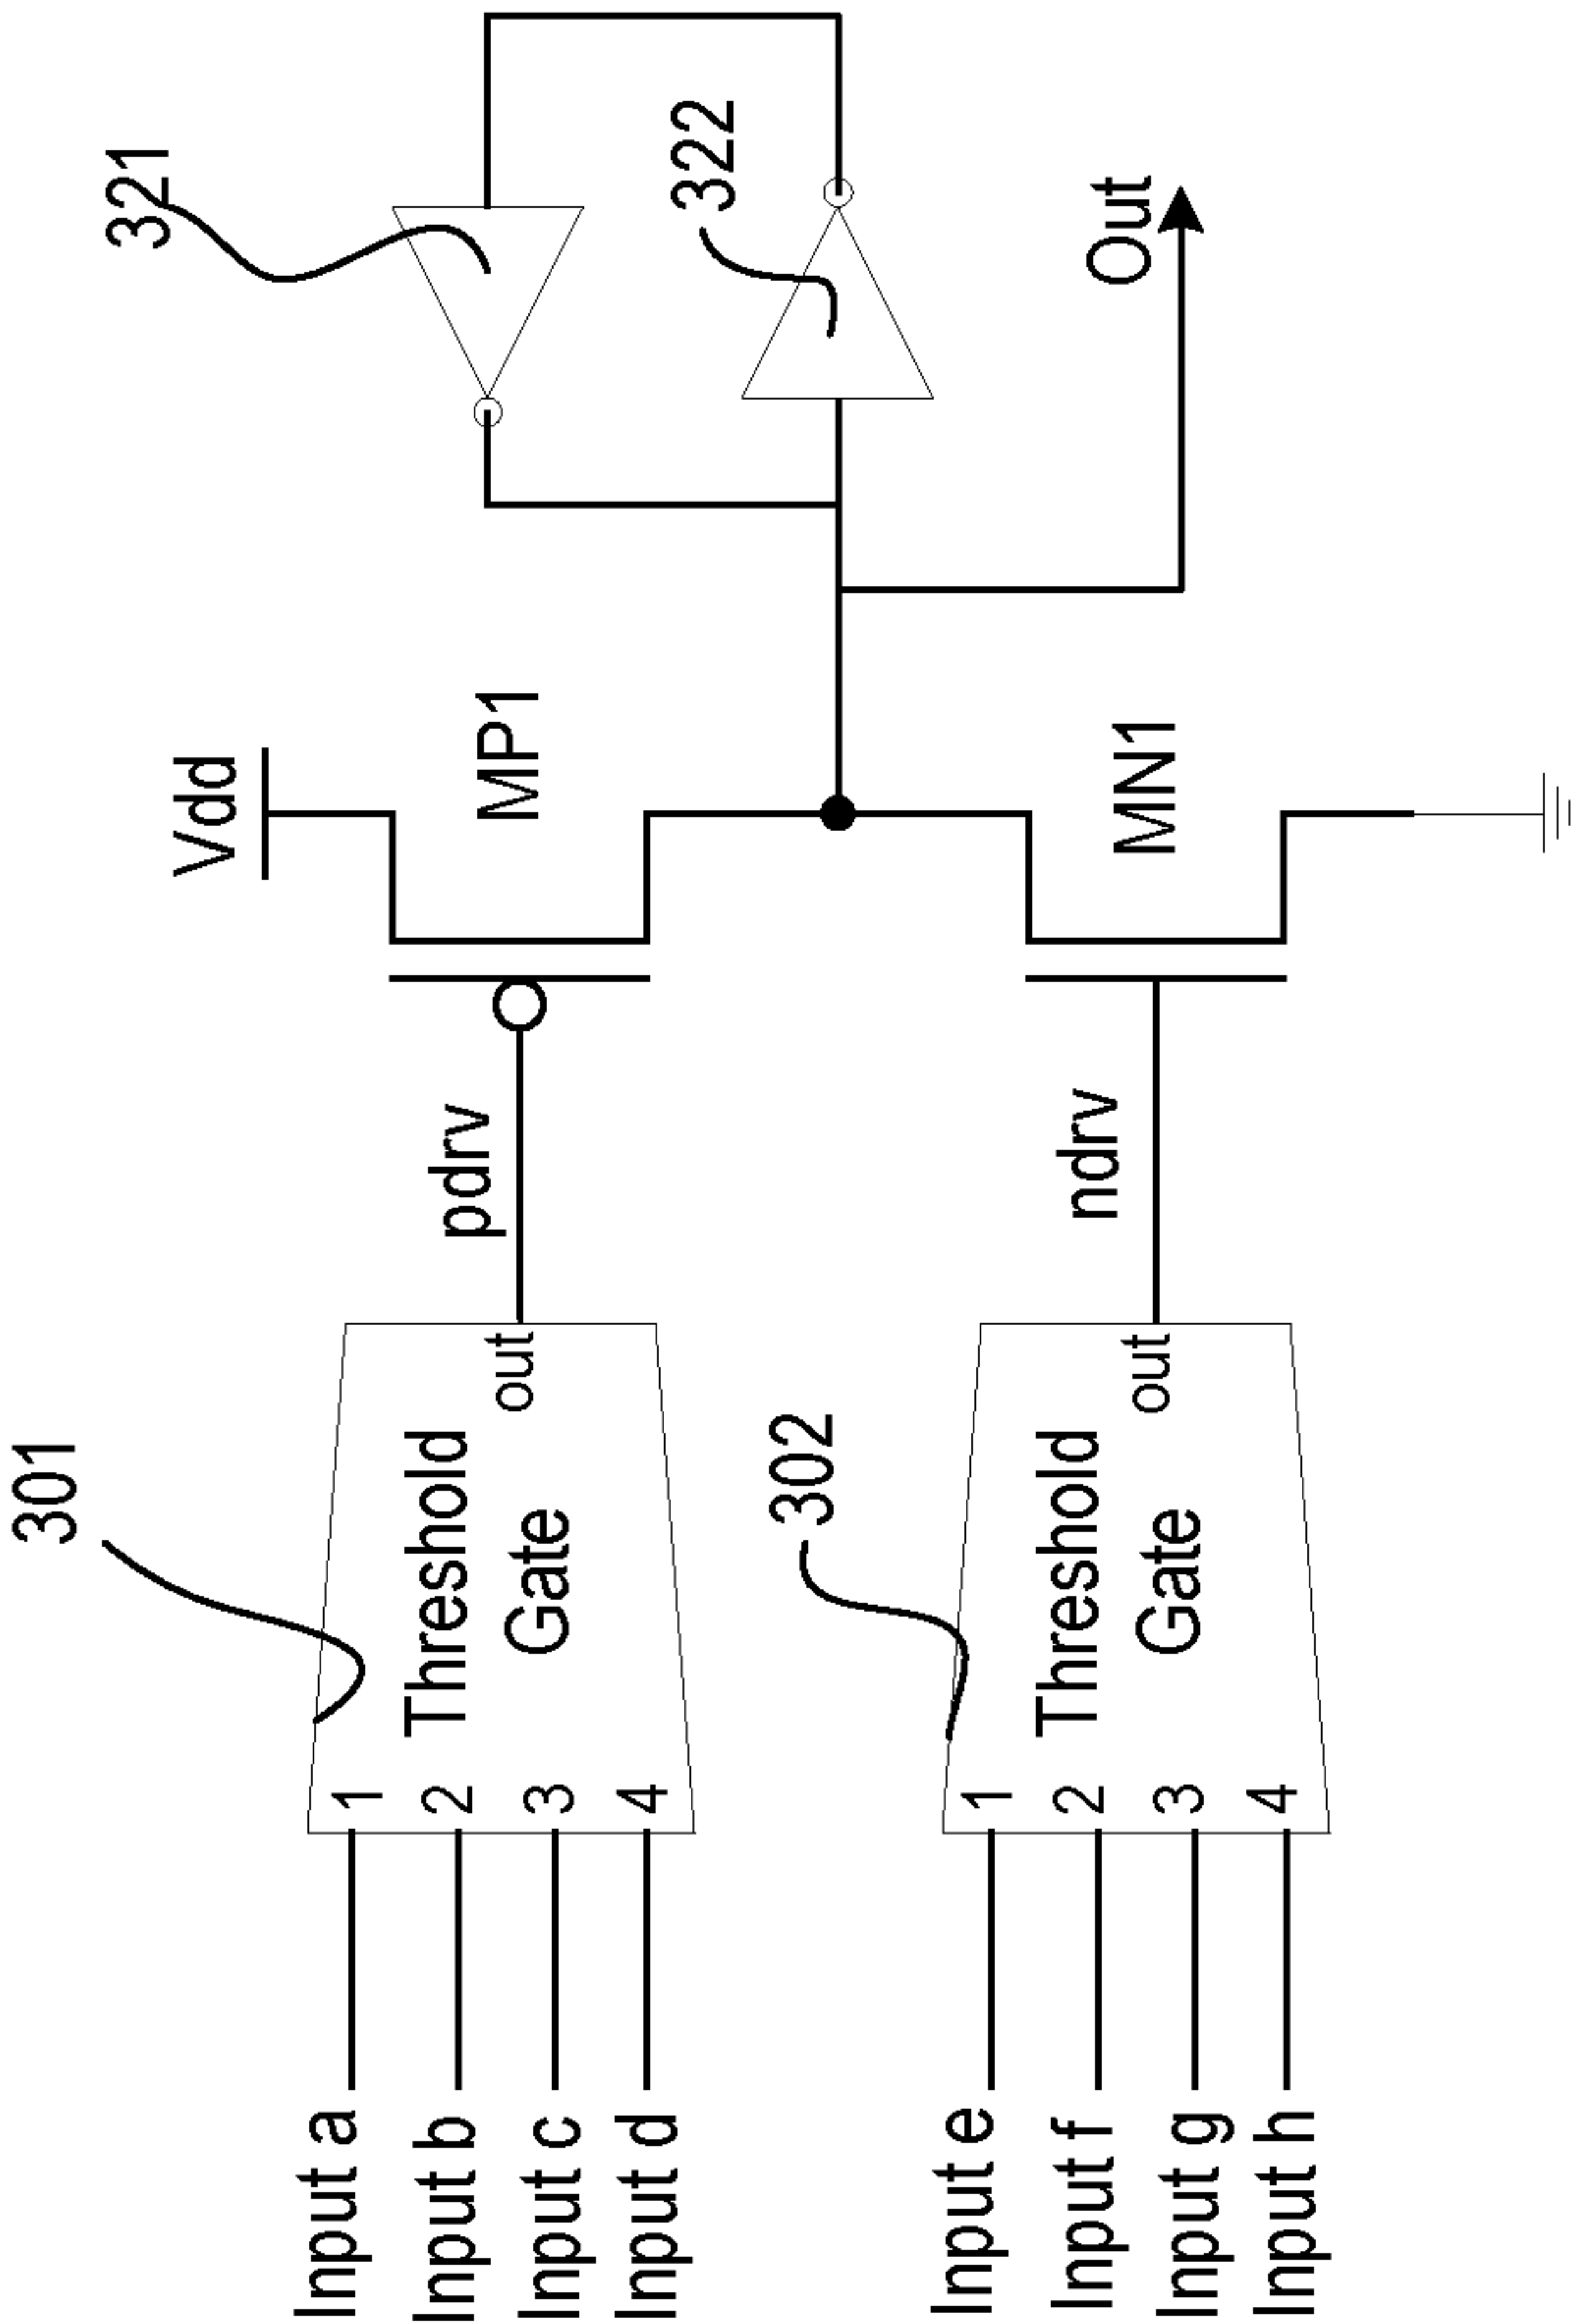 301
Input a
Input b
Input c
Input d
1
2
3
4
Threshold
Gate
out
pdrv
Vdd
MP1
321
322
302
Input e
Input f
Input g
Input h
1
2
3
4
Threshold
Gate
out
ndrv
MN1
Out